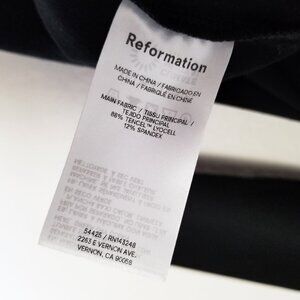 Reformation
MADE IN CHINA / FABRICADO EN
CHINA / FABRIQUÉ EN CHINE
MAIN FABRIC / TISSU PRINCIPAL /
TEJIDO PRINCIPAL
88% TENCEL™ LYOCELL
12% SPANDEX
54425 / RN143248
2263 E VERNON AVE.
VERNON, CA 90058